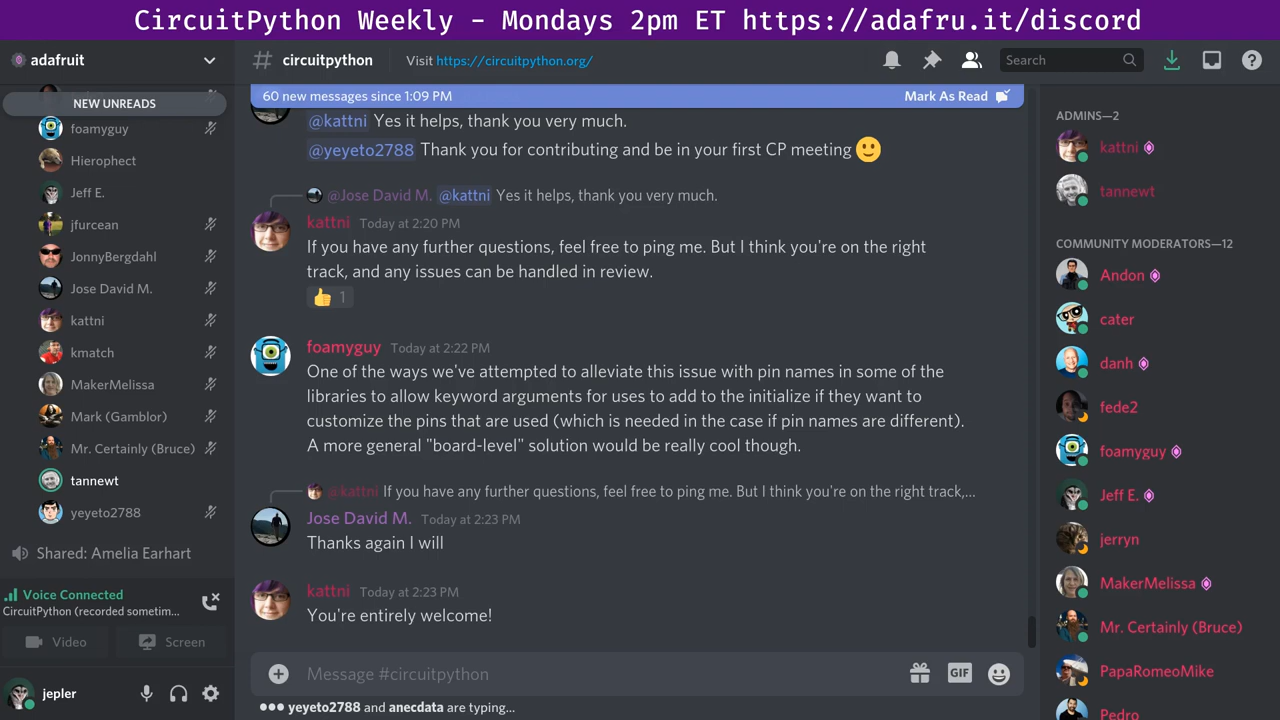 CircuitPython Weekly - Mondays 2pm ET https://adafru.it/discord
adafruit
NEW UNREADS
foamyguy
Hierophect
Jeff E.
jfurcean
JonnyBergdahl
Jose David M.
kattni
kmatch
MakerMelissa
Mark (Gamblor)
Mr. Certainly (Bruce)
tannewt
yeyeto2788
Shared: Amelia Earhart
Voice Connected
CircuitPython (recorded sometim...
Video
Screen
jepler
# circuitpython
Visit https://circuitpython.org/
Search
60 new messages since 1:09 PM
Mark As Read
@kattni Yes it helps, thank you very much.
@yeyeto2788 Thank you for contributing and be in your first CP meeting
@Jose David M. @kattni Yes it helps, thank you very much.
kattni Today at 2:20 PM
If you have any further questions, feel free to ping me. But I think you're on the right
track, and any issues can be handled in review.
1
foamyguy Today at 2:22 PM
One of the ways we've attempted to alleviate this issue with pin names in some of the
libraries to allow keyword arguments for uses to add to the initialize if they want to
customize the pins that are used (which is needed in the case if pin names are different).
A more general "board-level" solution would be really cool though.
@kattni If you have any further questions, feel free to ping me. But I think you're on the right track,...
Jose David M. Today at 2:23 PM
Thanks again I will
kattni Today at 2:23 PM
You're entirely welcome!
Message #circuitpython
GIF
yeyeto2788 and anecdata are typing...
ADMINS—2
kattni
tannewt
COMMUNITY MODERATORS—12
Andon
cater
danh
fede2
foamyguy
Jeff E.
jerryn
MakerMelissa
Mr. Certainly (Bruce)
PapaRomeoMike
Pedro